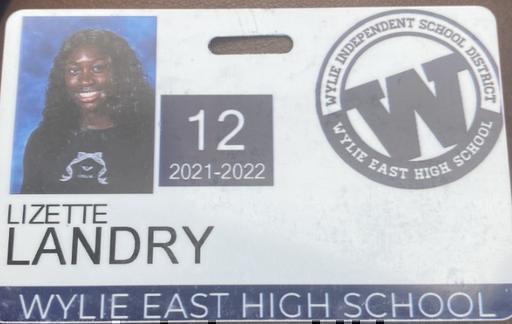 12
2021-2022
WYLIE INDEPENDENT SCHOOL DISTRICT
W
WYLIE EAST HIGH SCHOOL
LIZETTE
LANDRY
WYLIE EAST HIGH SCHOOL